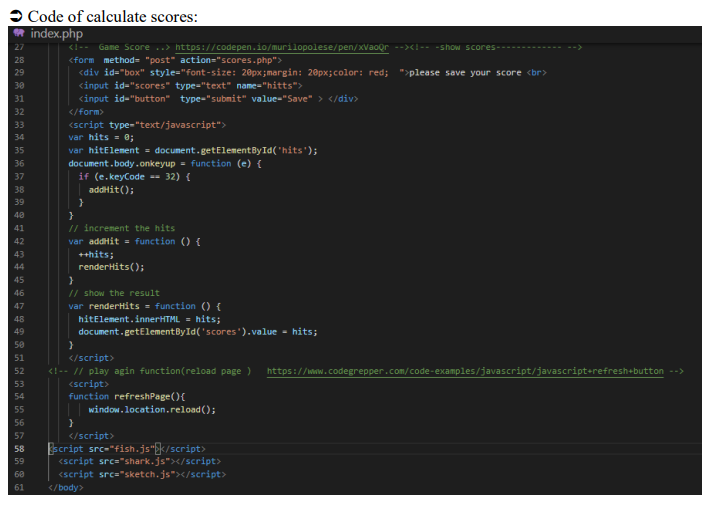 ➲ Code of calculate scores:
index.php
27 <!-- Game Score ..> https://codepen.io/murilopolese/pen/xVaoQr --><!-- -show scores------------- -->
28 <form method= "post" action="scores.php">
29 <div id="box" style="font-size: 20px;margin: 20px;color: red; ">please save your score <br>
30 <input id="scores" type="text" name="hitts">
31 <input id="button" type="submit" value="Save" > </div>
32 </form>
33 <script type="text/javascript">
34 var hits = 0;
35 var hitElement = document.getElementById('hits');
36 document.body.onkeyup = function (e) {
37 if (e.keyCode == 32) {
38 addHit();
39 }
40 }
41 // increment the hits
42 var addHit = function () {
43 ++hits;
44 renderHits();
45 }
46 // show the result
47 var renderHits = function () {
48 hitElement.innerHTML = hits;
49 document.getElementById('scores').value = hits;
50 }
51 </script>
52 <!-- // play agin function(reload page ) https://www.codegrepper.com/code-examples/javascript/javascript+refresh+button -->
53 <script>
54 function refreshPage(){
55 window.location.reload();
56 }
57 </script>
58 <script src="fish.js"></script>
59 <script src="shark.js"></script>
60 <script src="sketch.js"></script>
61 </body>